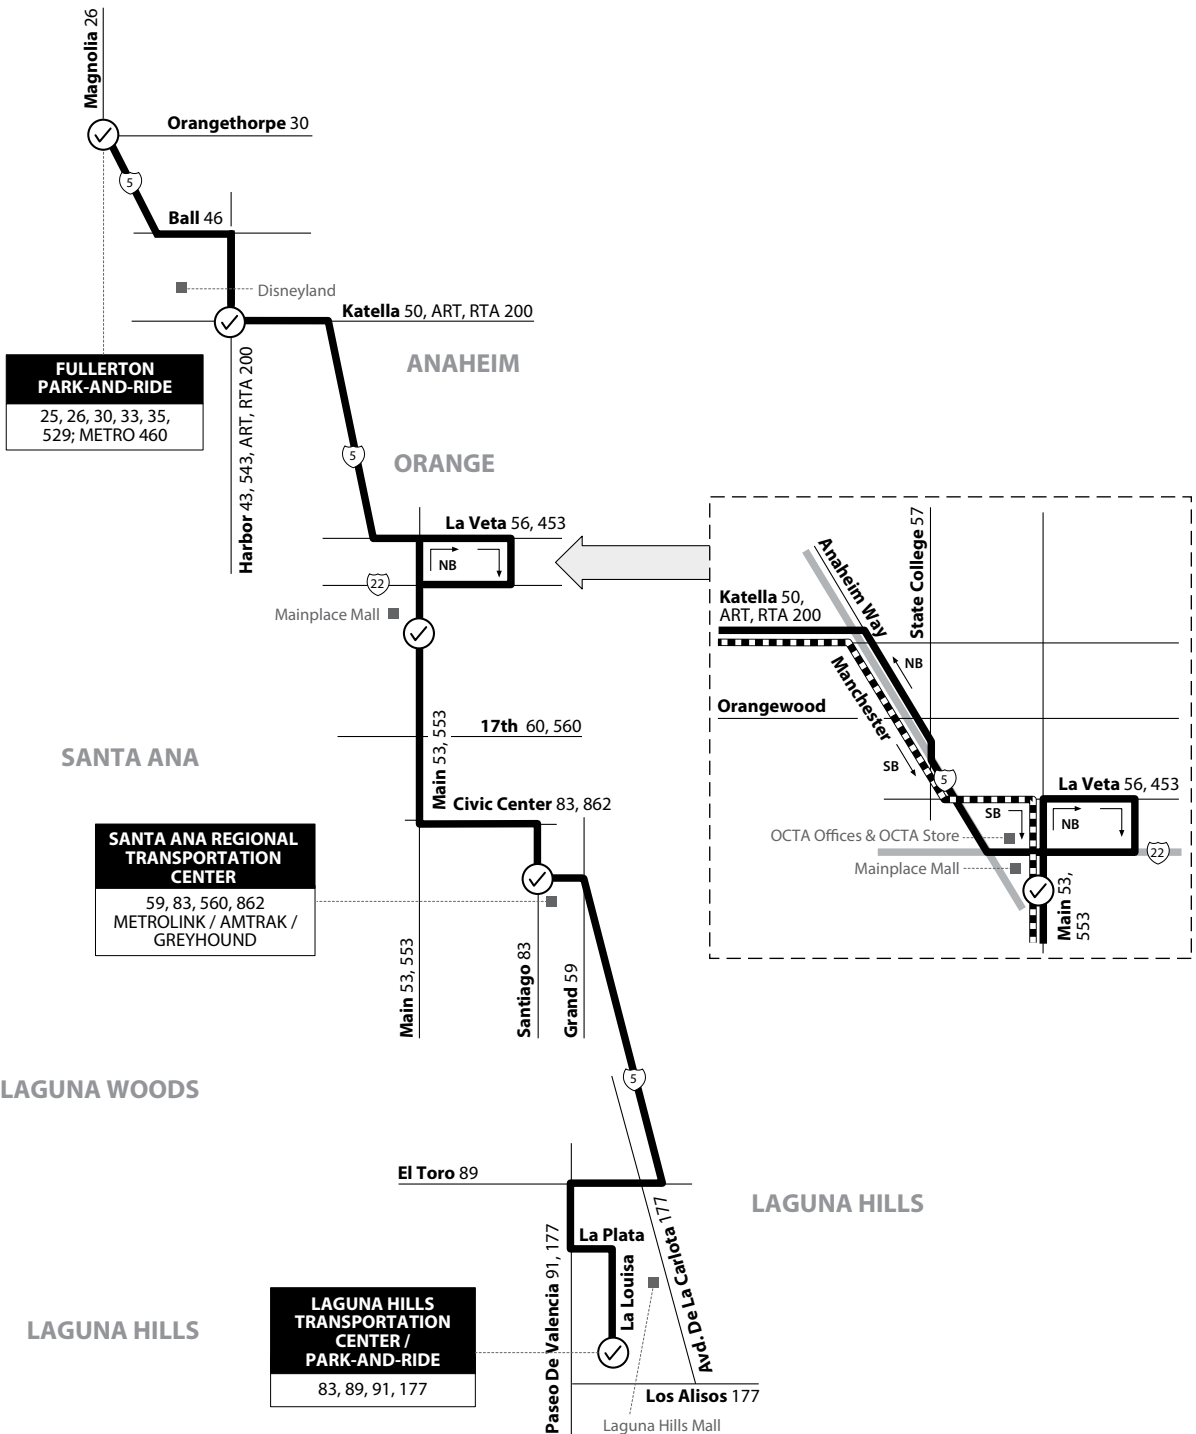 Magnolia 26
Orangethorpe 30
5
Ball 46
Disneyland
Katella 50, ART, RTA 200
ANAHEIM
FULLERTON
PARK-AND-RIDE
25, 26, 30, 33, 35,
529; METRO 460
Harbor 43, 543, ART, RTA 200
5
ORANGE
La Veta 56, 453
NB
22
Mainplace Mall
Main 53, 553
17th 60, 560
SANTA ANA
Civic Center 83, 862
SANTA ANA REGIONAL
TRANSPORTATION
CENTER
59, 83, 560, 862
METROLINK / AMTRAK /
GREYHOUND
Main 53, 553
Santiago 83
Grand 59
5
LAGUNA WOODS
El Toro 89
LAGUNA HILLS
Paseo De Valencia 91, 177
La Plata
La Louisa
Avd. De La Carlota 177
LAGUNA HILLS
LAGUNA HILLS
TRANSPORTATION
CENTER /
PARK-AND-RIDE
83, 89, 91, 177
Los Alisos 177
Laguna Hills Mall
Anaheim Way
State College 57
Katella 50,
ART, RTA 200
NB
Manchester
Orangewood
SB
5
La Veta 56, 453
SB
NB
OCTA Offices & OCTA Store
22
Mainplace Mall
Main 53,
553